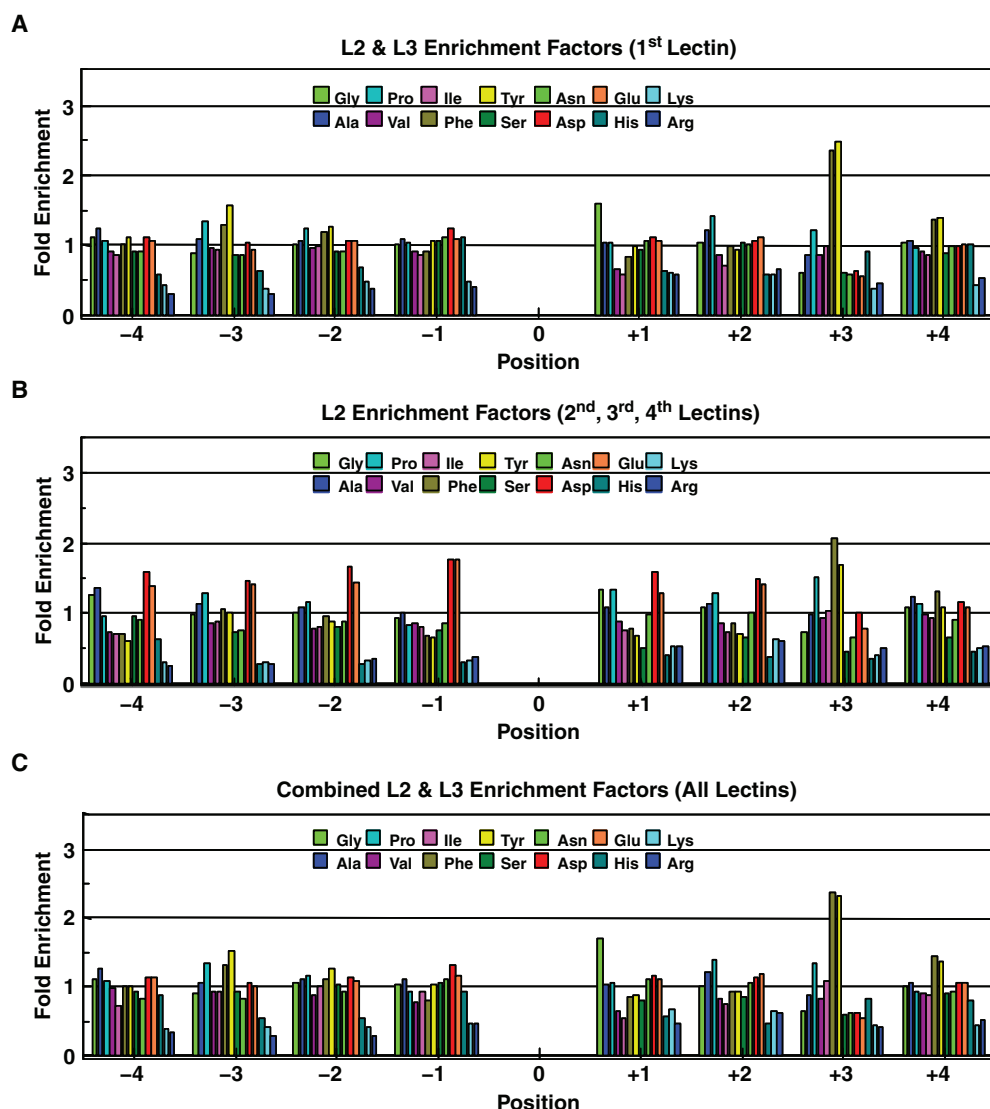 A
L2 & L3 Enrichment Factors (1st Lectin)
Gly Pro Ile Tyr Asn Glu Lys
Ala Val Phe Ser Asp His Arg
Fold Enrichment
3
2
1
0
−4 −3 −2 −1 0 +1 +2 +3 +4
Position
B
L2 Enrichment Factors (2nd, 3rd, 4th Lectins)
Gly Pro Ile Tyr Asn Glu Lys
Ala Val Phe Ser Asp His Arg
Fold Enrichment
3
2
1
0
−4 −3 −2 −1 0 +1 +2 +3 +4
Position
C
Combined L2 & L3 Enrichment Factors (All Lectins)
Gly Pro Ile Tyr Asn Glu Lys
Ala Val Phe Ser Asp His Arg
Fold Enrichment
3
2
1
0
−4 −3 −2 −1 0 +1 +2 +3 +4
Position